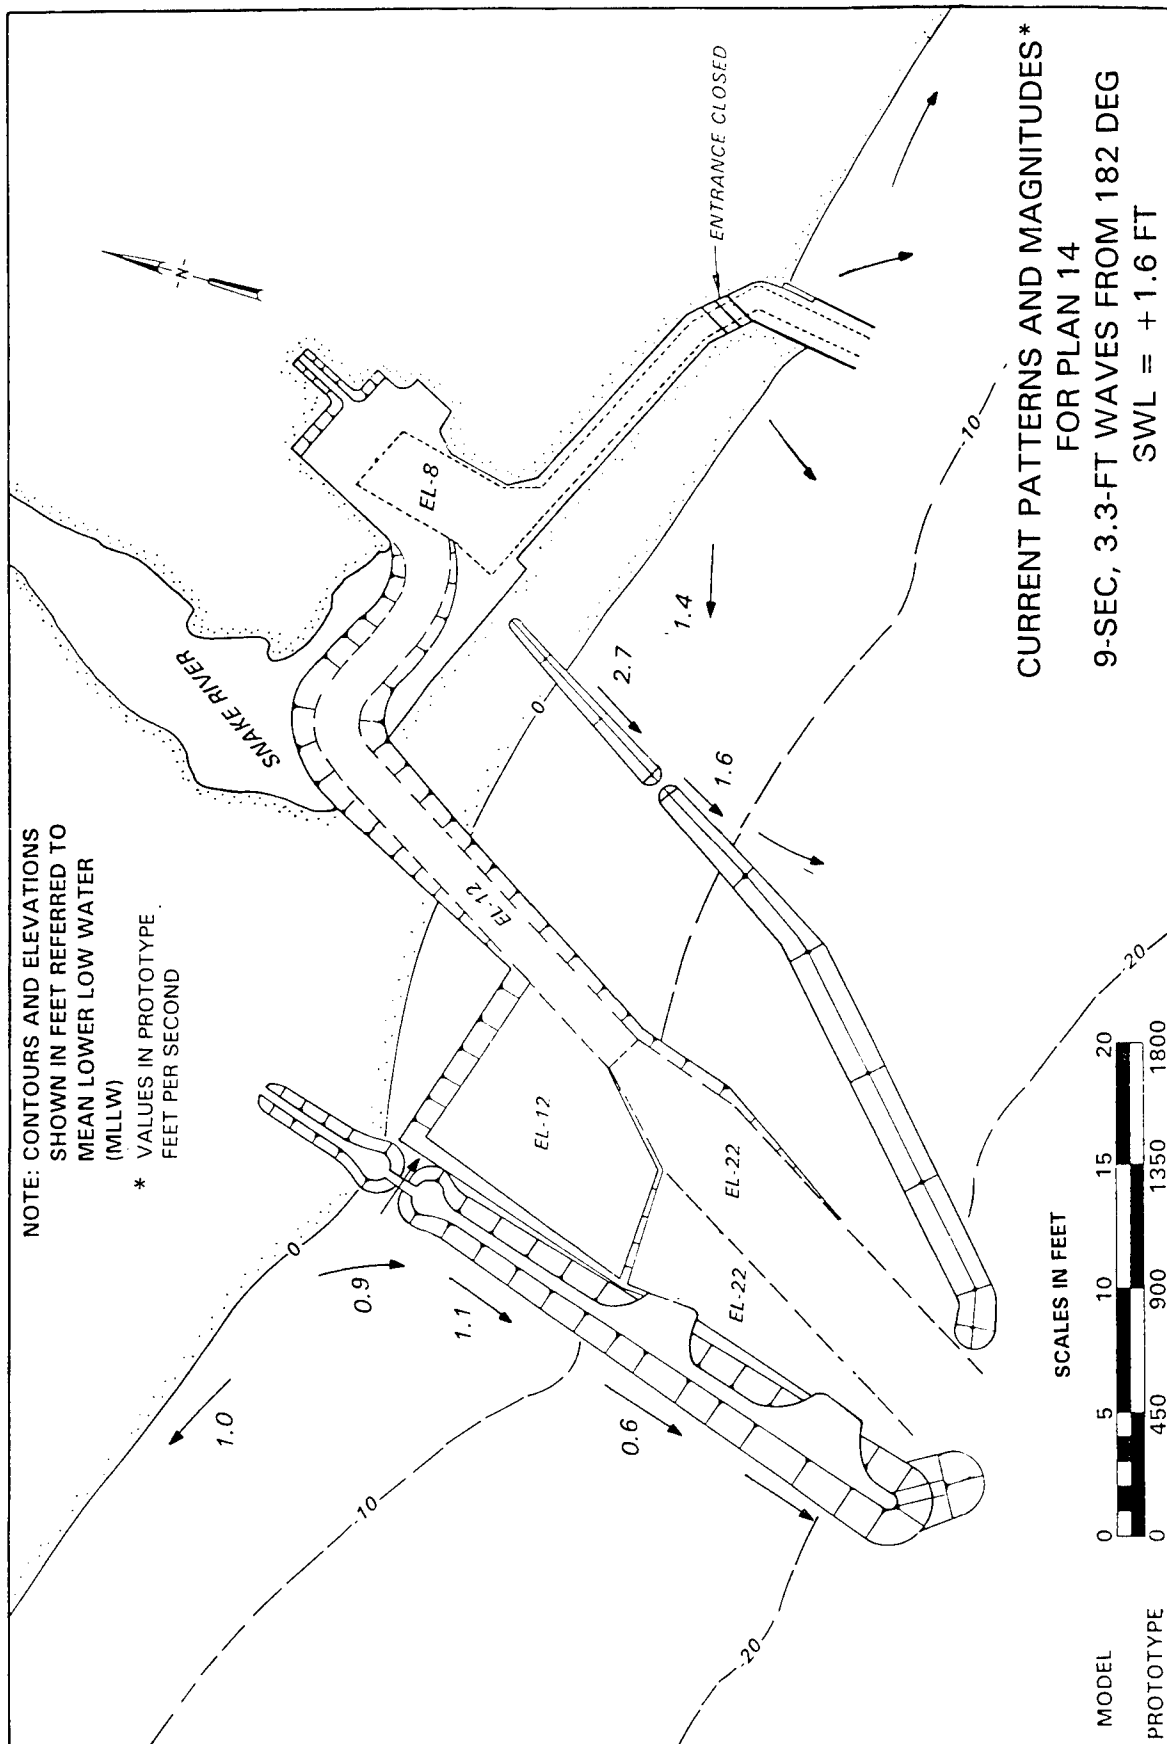 NOTE: CONTOURS AND ELEVATIONS
SHOWN IN FEET REFERRED TO
MEAN LOWER LOW WATER
(MLLW)
* VALUES IN PROTOTYPE
FEET PER SECOND
SNAKE RIVER
-N-
EL-8
ENTRANCE CLOSED
EL-12
EL-12
EL-22
EL-22
0
0
-10
-10
-20
-20
1.0
0.9
1.1
0.6
2.7
1.6
1.4
SCALES IN FEET
MODEL 0 5 10 15 20
PROTOTYPE 0 450 900 1350 1800
CURRENT PATTERNS AND MAGNITUDES*
FOR PLAN 14
9-SEC, 3.3-FT WAVES FROM 182 DEG
SWL = +1.6 FT